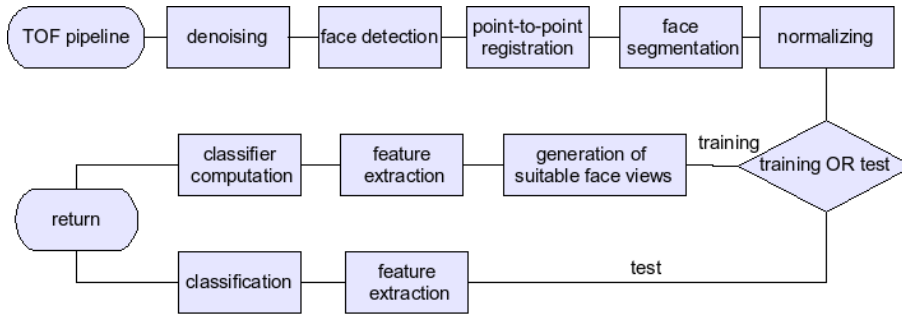 TOF pipeline
denoising
face detection
point-to-point
registration
face
segmentation
normalizing
training OR test
training
generation of
suitable face views
feature
extraction
classifier
computation
return
test
feature
extraction
classification